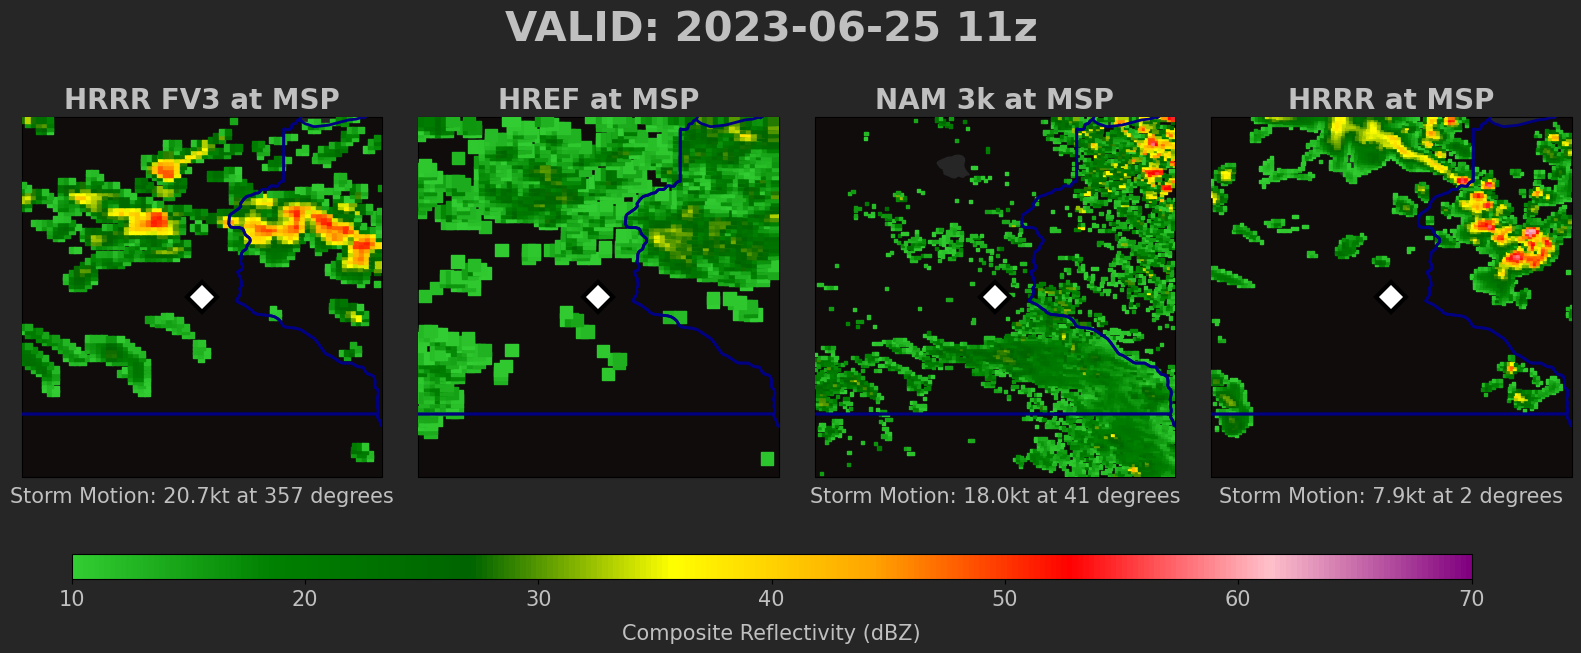 VALID: 2023-06-25 11z
HRRR FV3 at MSP
HREF at MSP
NAM 3k at MSP
HRRR at MSP
Storm Motion: 20.7kt at 357 degrees
Storm Motion: 18.0kt at 41 degrees
Storm Motion: 7.9kt at 2 degrees
10 20 30 40 50 60 70
Composite Reflectivity (dBZ)